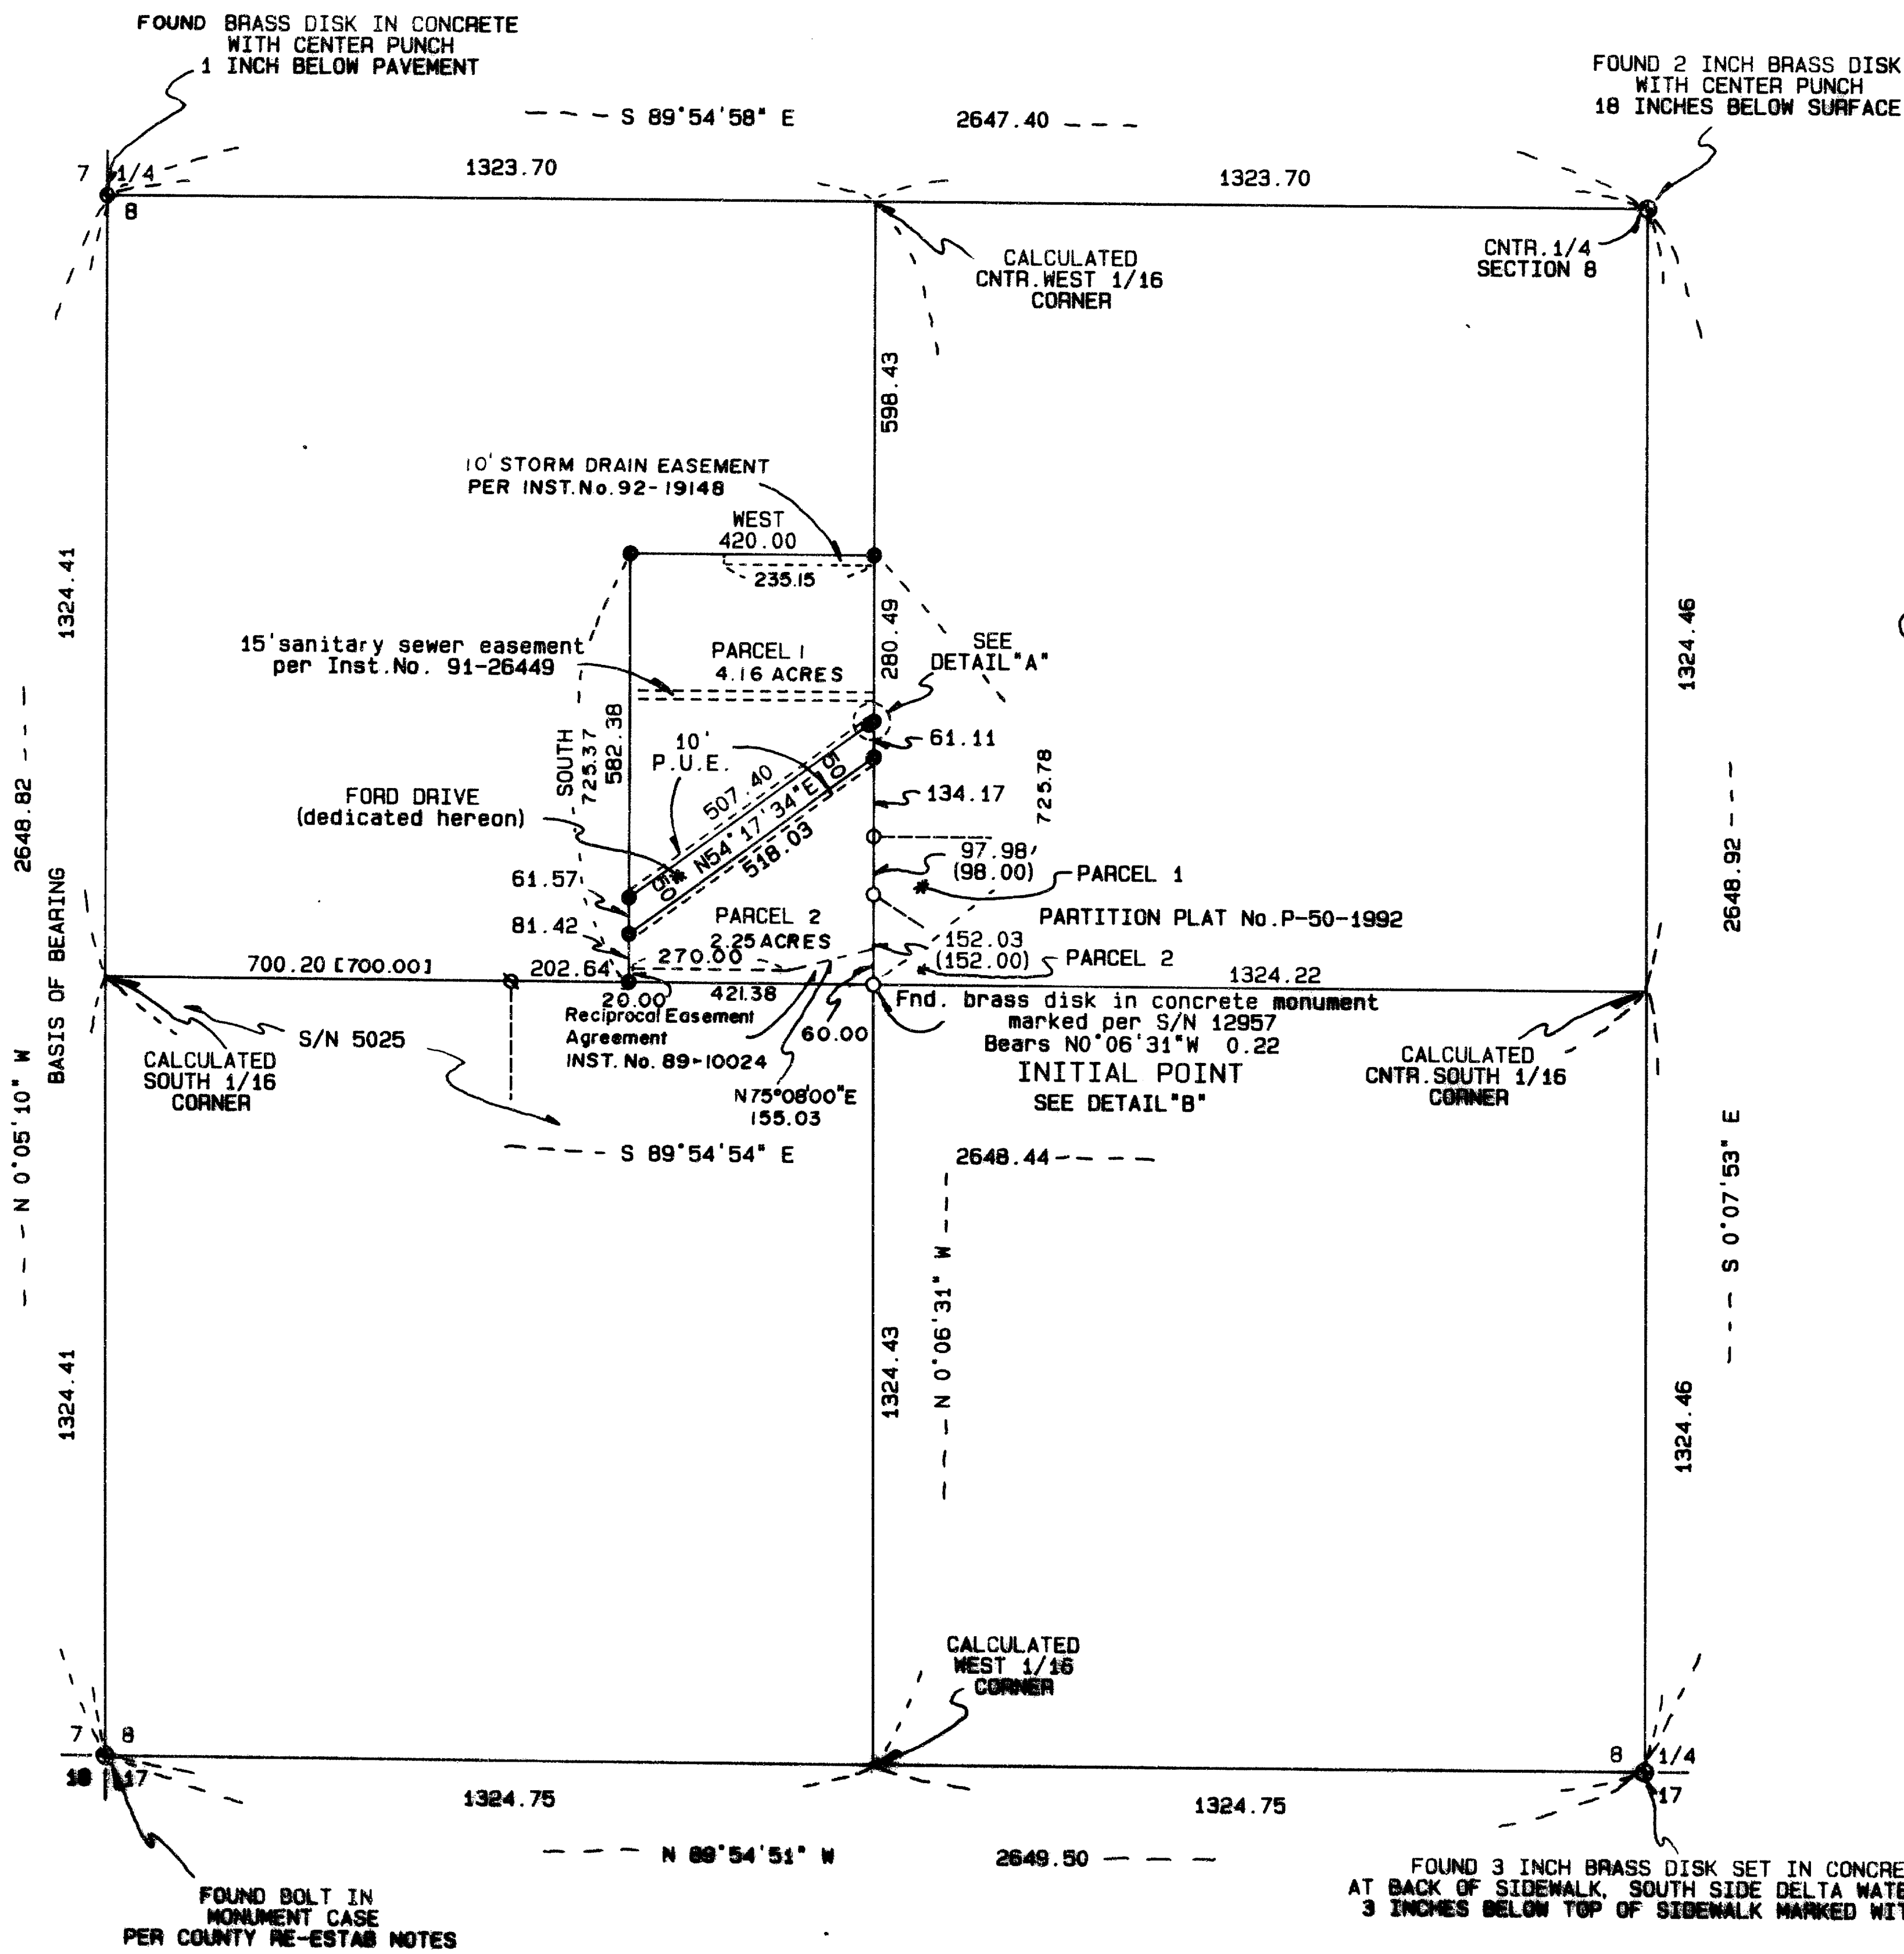 FOUND BRASS DISK IN CONCRETE
WITH CENTER PUNCH
1 INCH BELOW PAVEMENT
FOUND 2 INCH BRASS DISK
WITH CENTER PUNCH
18 INCHES BELOW SURFACE
S 89°54'58" E 2647.40
7 1/4
8
1323.70
1323.70
CNTR.1/4
SECTION 8
CALCULATED
CNTR.WEST 1/16
CORNER
598.43
10' STORM DRAIN EASEMENT
PER INST.No.92-19148
WEST
420.00
235.15
1324.41
280.49
1324.46
15'sanitary sewer easement
per Inst.No. 91-26449
PARCEL 1
4.16 ACRES
SEE
DETAIL"A"
SOUTH
725.37
582.38
10'
P.U.E.
61.11
507.40
60
N54°17'34"E
60
*
518.03
134.17
725.78
FORD DRIVE
(dedicated hereon)
2648.82
2648.92
97.98'
(98.00)
* PARCEL 1
61.57
81.42
PARCEL 2
2.25 ACRES
PARTITION PLAT No.P-50-1992
152.03
(152.00)
* PARCEL 2
BASIS OF BEARING
700.20 [700.00]
202.64
270.00
1324.22
20.00
421.38
Reciprocal Easement
Agreement
INST. No. 89-10024
60.00
Fnd. brass disk in concrete monument
marked per S/N 12957
Bears N0°06'31"W 0.22
INITIAL POINT
SEE DETAIL"B"
S/N 5025
CALCULATED
SOUTH 1/16
CORNER
CALCULATED
CNTR.SOUTH 1/16
CORNER
N75°08'00"E
155.03
N 0°05'10" W
S 89°54'54" E 2648.44
S 0°07'53" E
N 0°06'31" W
1324.41
1324.43
1324.46
CALCULATED
WEST 1/16
CORNER
7 8
18 17
8 1/4
17
1324.75
1324.75
N 89°54'51" W 2649.50
FOUND BOLT IN
MONUMENT CASE
PER COUNTY RE-ESTAB NOTES
FOUND 3 INCH BRASS DISK SET IN CONCRE
AT BACK OF SIDEWALK, SOUTH SIDE DELTA WATE
3 INCHES BELOW TOP OF SIDEWALK MARKED WIT